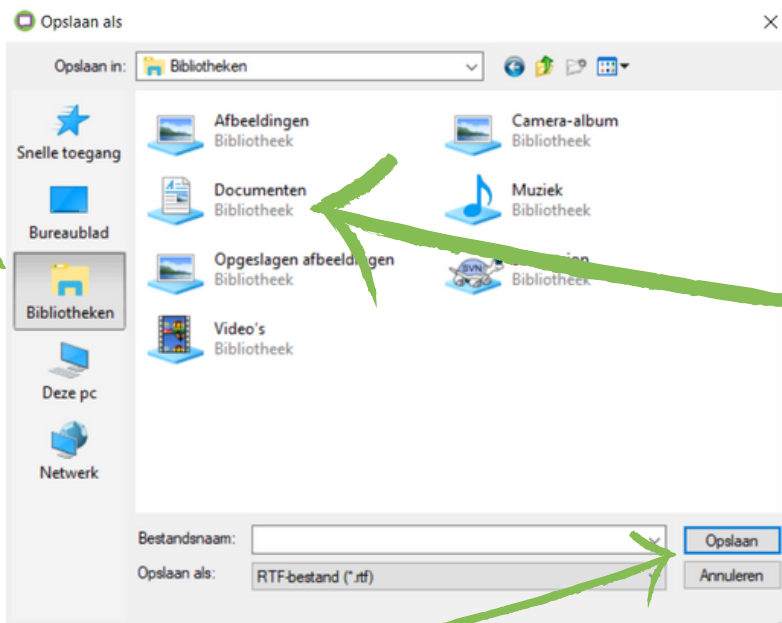 Opslaan als
Opslaan in: Bibliotheken
Snelle toegang
Bureaublad
Bibliotheken
Deze pc
Netwerk
Afbeeldingen
Bibliotheek
Camera-album
Bibliotheek
Documenten
Bibliotheek
Muziek
Bibliotheek
Opgeslagen afbeeldingen
Bibliotheek
SVN
Bibliotheek
Video's
Bibliotheek
Bestandsnaam:
Opslaan
Opslaan als: RTF-bestand (*.rtf)
Annuleren